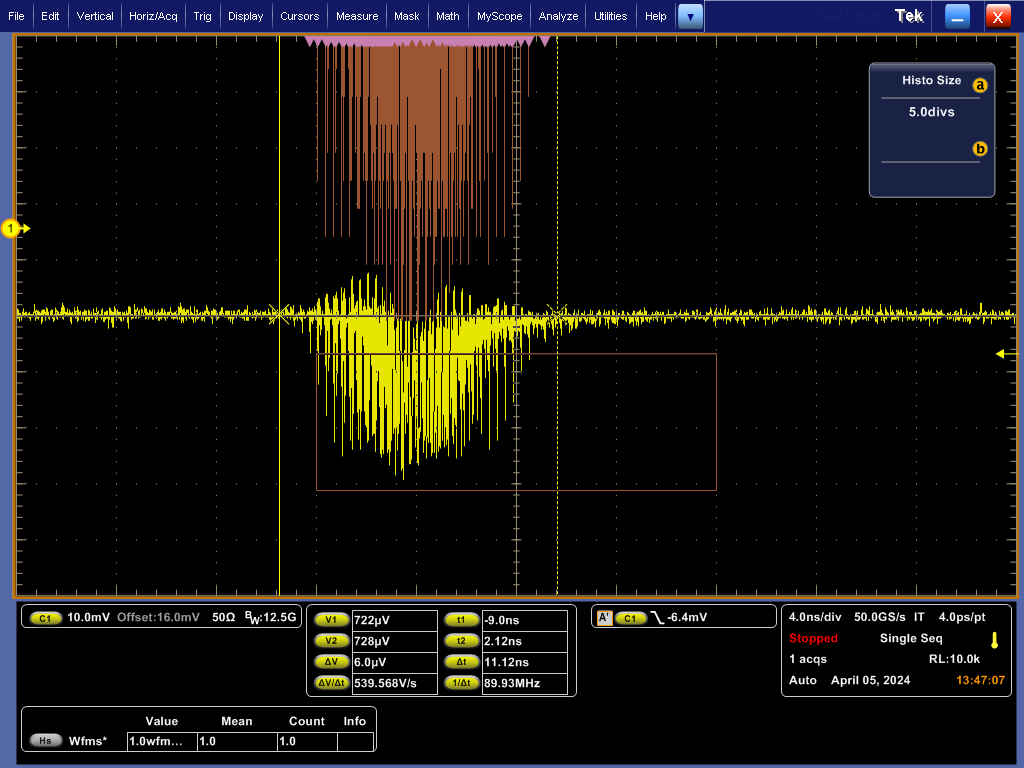 File Edit Vertical Horiz/Acq Trig Display Cursors Measure Mask Math MyScope Analyze Utilities Help Tek X
Histo Size a
5.0divs
b
1
C1 10.0mV Offset:16.0mV 50Ω BW:12.5G
V1 722µV t1 -9.0ns
V2 728µV t2 2.12ns
ΔV 6.0µV Δt 11.12ns
ΔV/Δt 539.568V/s 1/Δt 89.93MHz
A' C1 -6.4mV
4.0ns/div 50.0GS/s IT 4.0ps/pt
Stopped Single Seq
1 acqs RL:10.0k
Auto April 05, 2024 13:47:07
Value Mean Count Info
Hs Wfms* 1.0wfm... 1.0 1.0